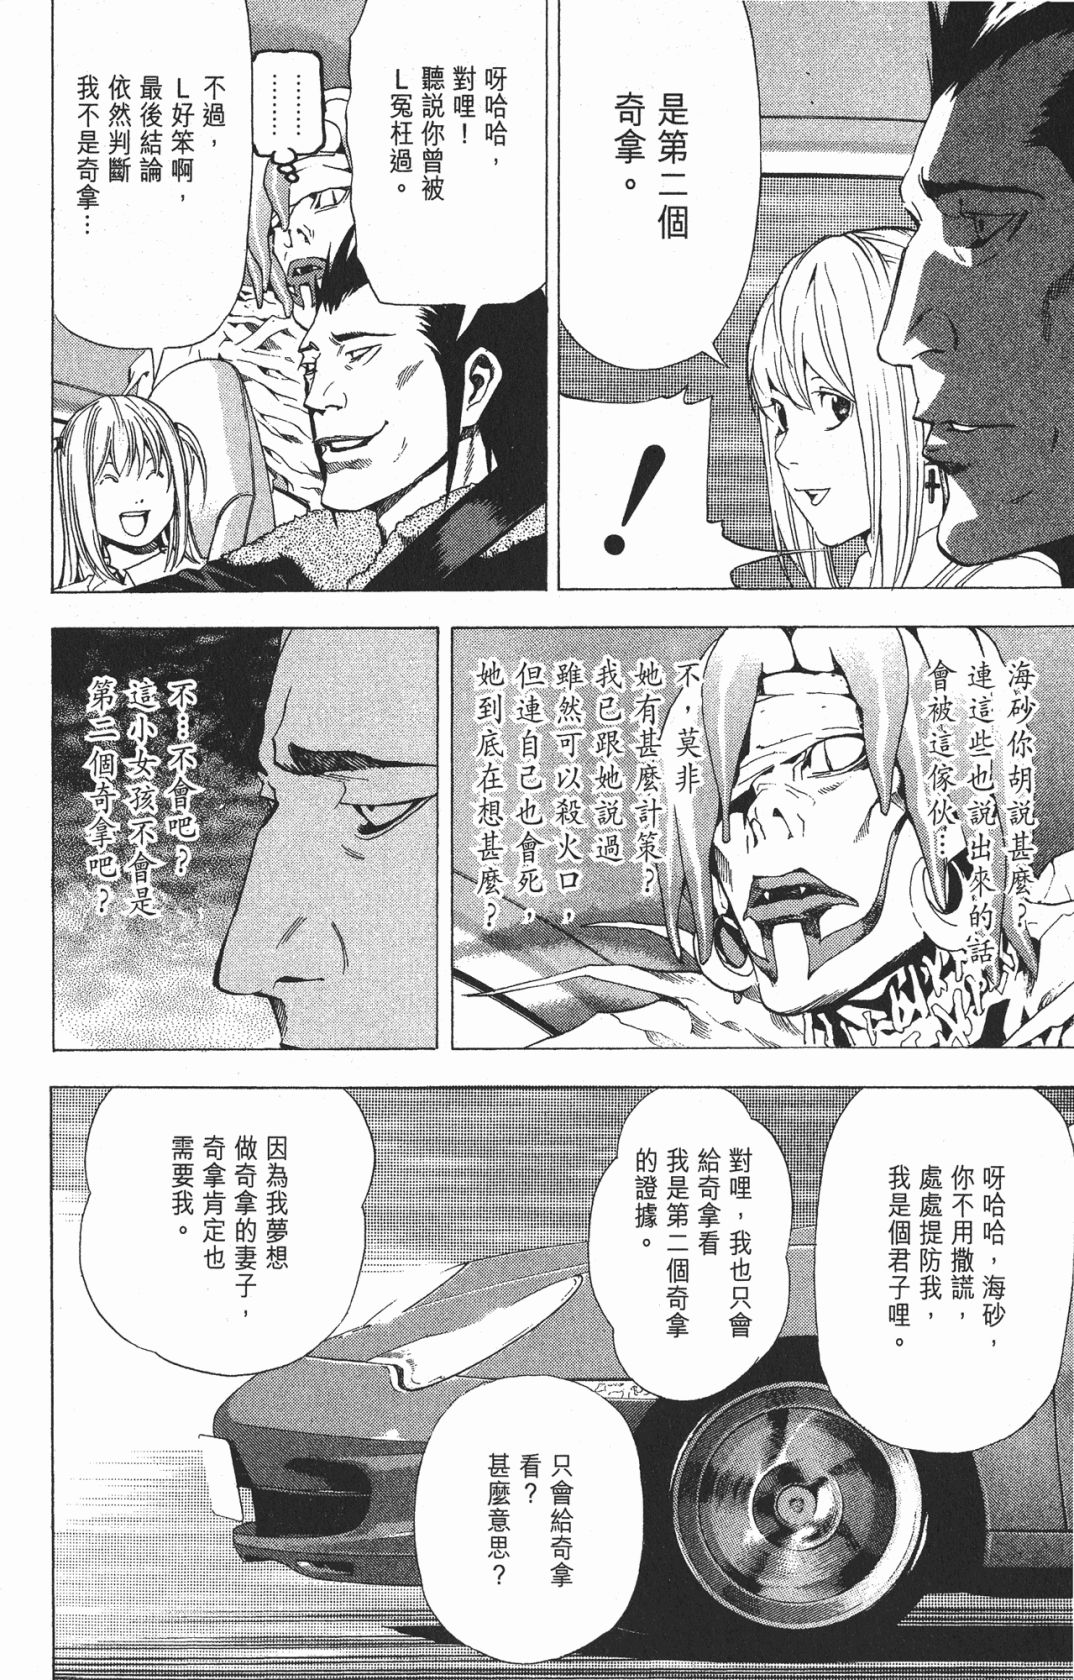 是第二個
奇拿。
！
呀哈哈，
對哩！
聽說你曾被
L冤枉過。
…………
…………
不過，
L好笨啊，
最後結論
依然判斷
我不是奇拿…
海砂你胡說甚麼？
連這些也說出來的話
會被這傢伙…
不，莫非
她有甚麼計策？
我已跟她說過
雖然可以殺火口，
但連自己也會死，
她到底在想甚麼？
不…不會吧？
這小女孩不會是
第二個奇拿吧？
呀哈哈，海砂，
你不用撒謊，
處處提防我，
我是個君子哩。
對哩，我也只會
給奇拿看
我是第二個奇拿
的證據。
只會給奇拿
看？
甚麼意思？
因為我夢想
做奇拿的妻子，
奇拿肯定也
需要我。